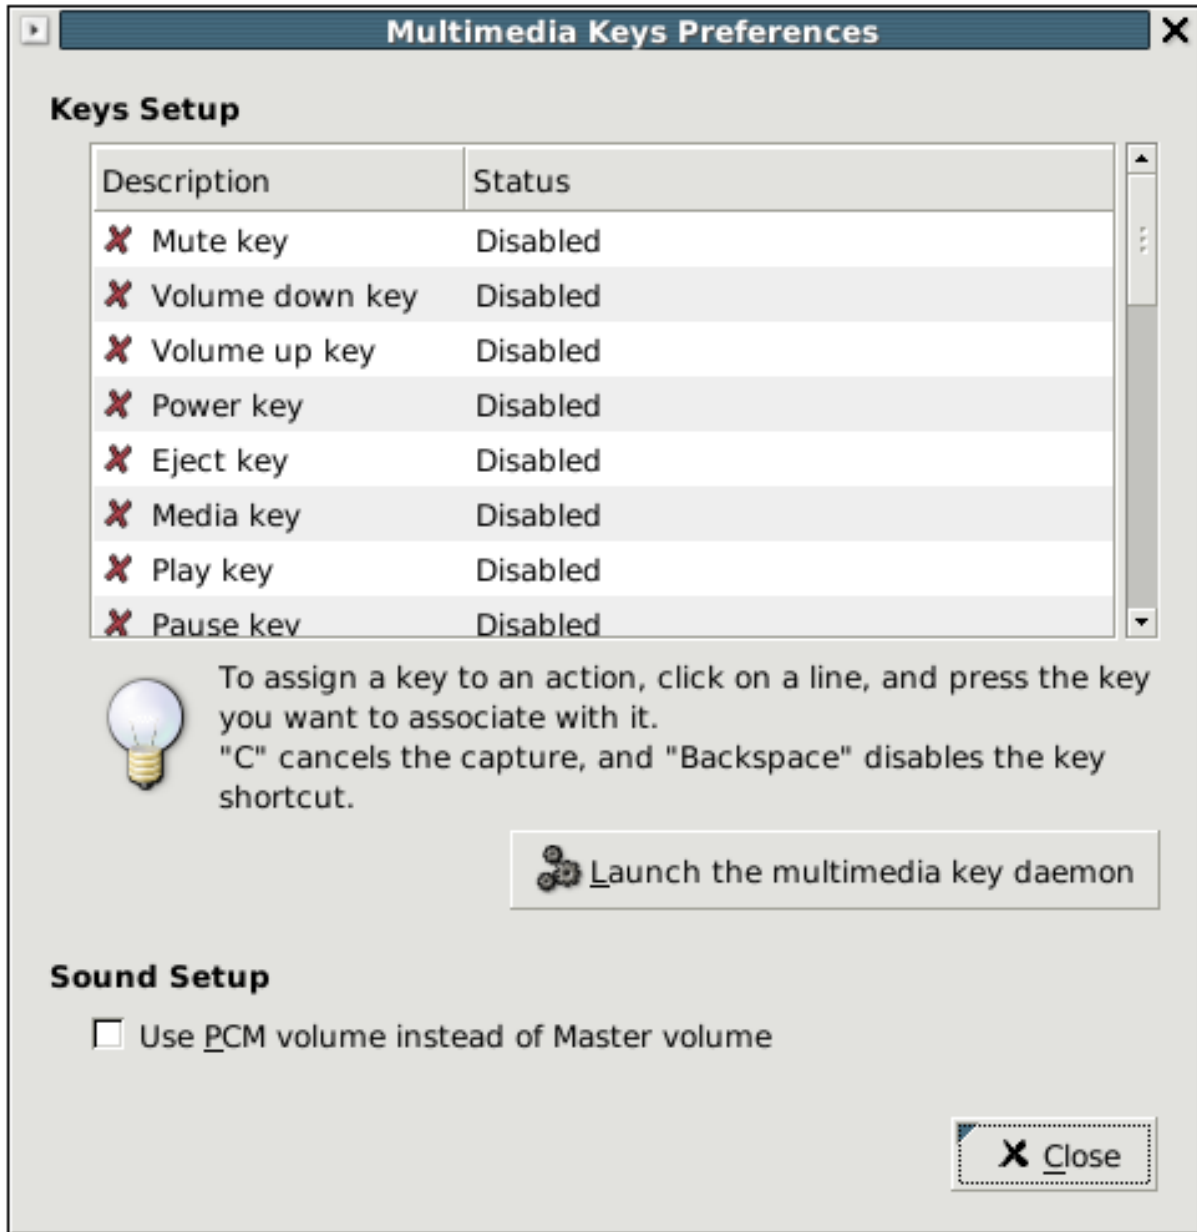 Multimedia Keys Preferences
Keys Setup
Description Status
Mute key Disabled
Volume down key Disabled
Volume up key Disabled
Power key Disabled
Eject key Disabled
Media key Disabled
Play key Disabled
Pause key Disabled
To assign a key to an action, click on a line, and press the key
you want to associate with it.
"C" cancels the capture, and "Backspace" disables the key
shortcut.
Launch the multimedia key daemon
Sound Setup
Use PCM volume instead of Master volume
Close